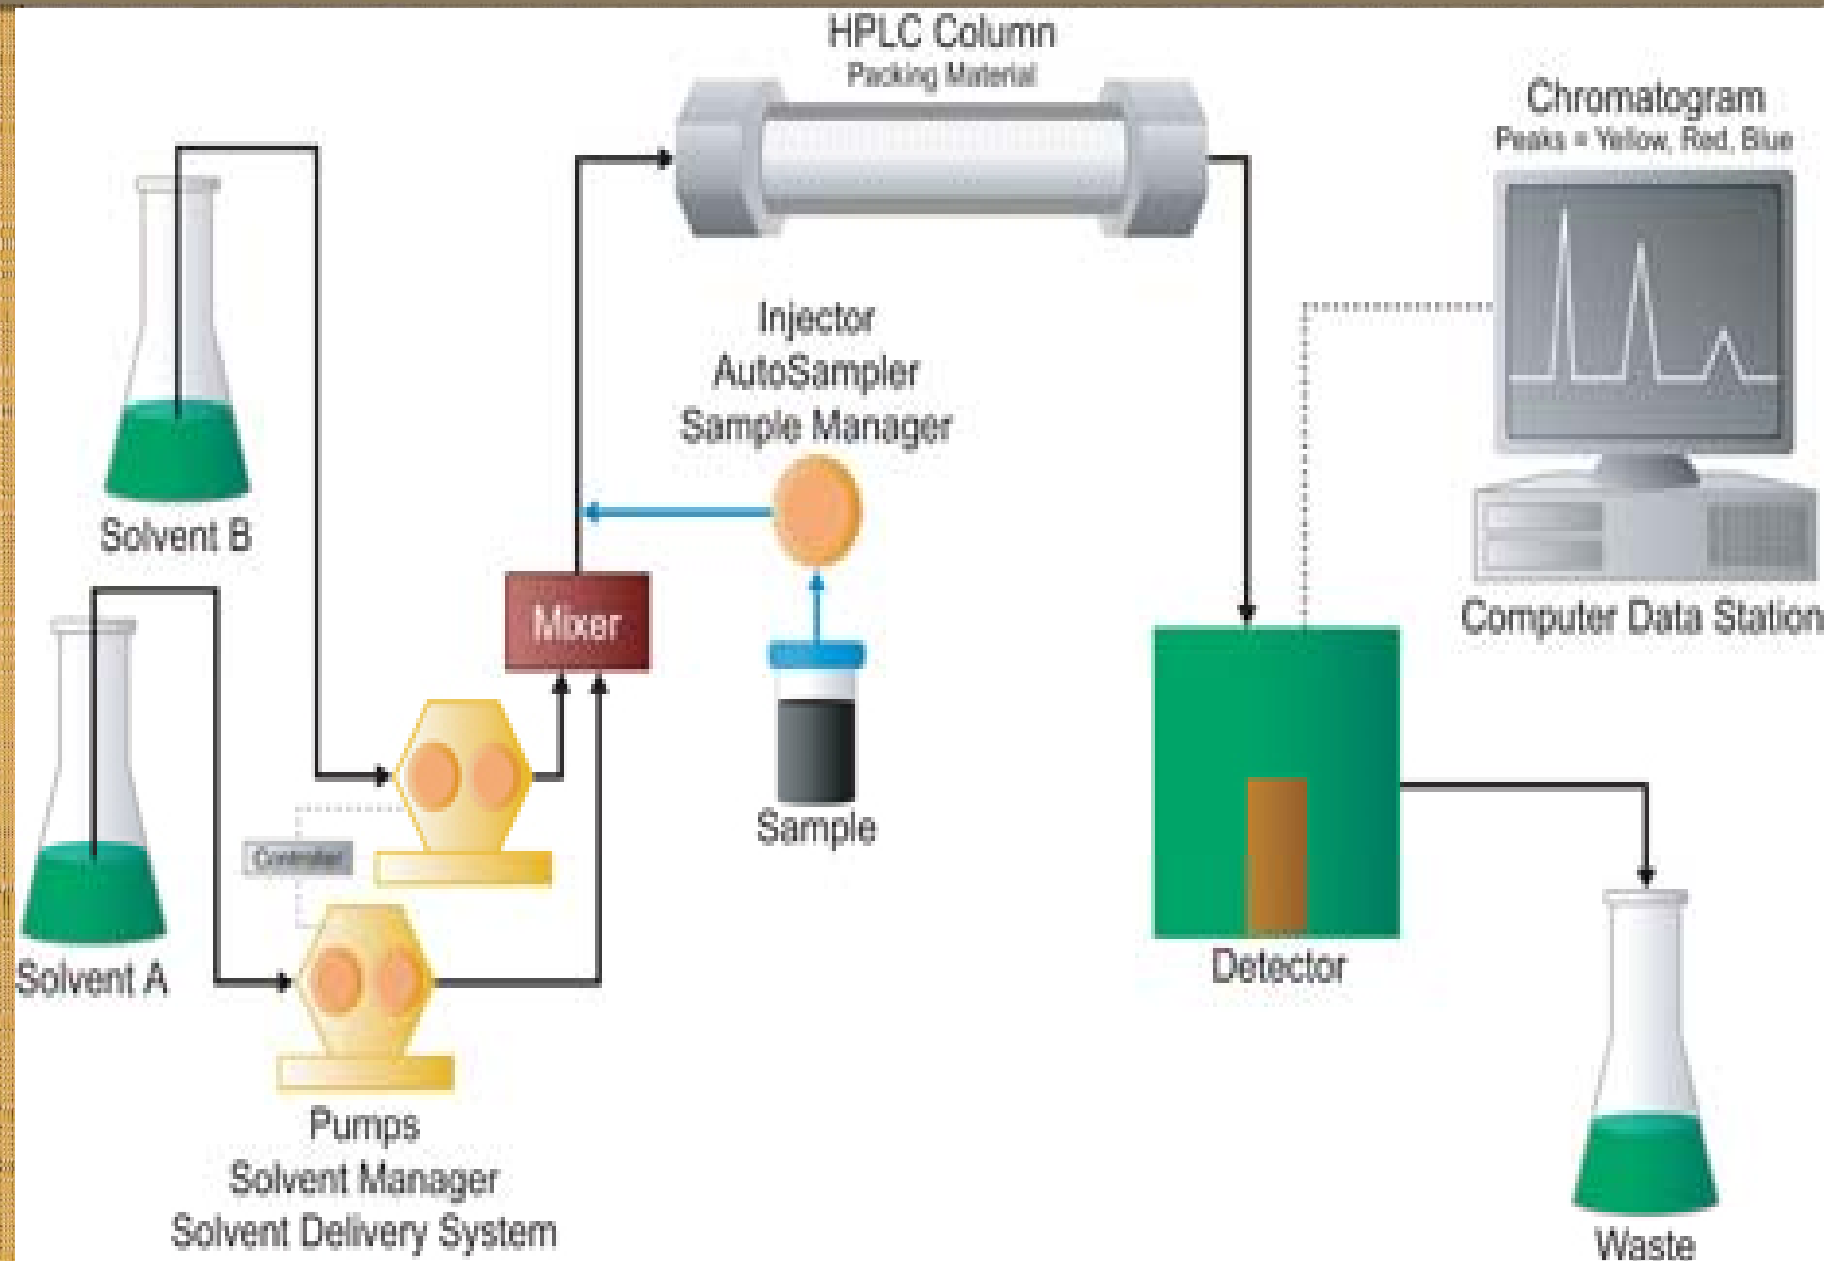 HPLC Column
Packing Material
Chromatogram
Peaks = Yellow, Red, Blue
Injector
AutoSampler
Sample Manager
Solvent B
Mixer
Computer Data Station
Sample
Controller
Solvent A
Detector
Pumps
Solvent Manager
Solvent Delivery System
Waste